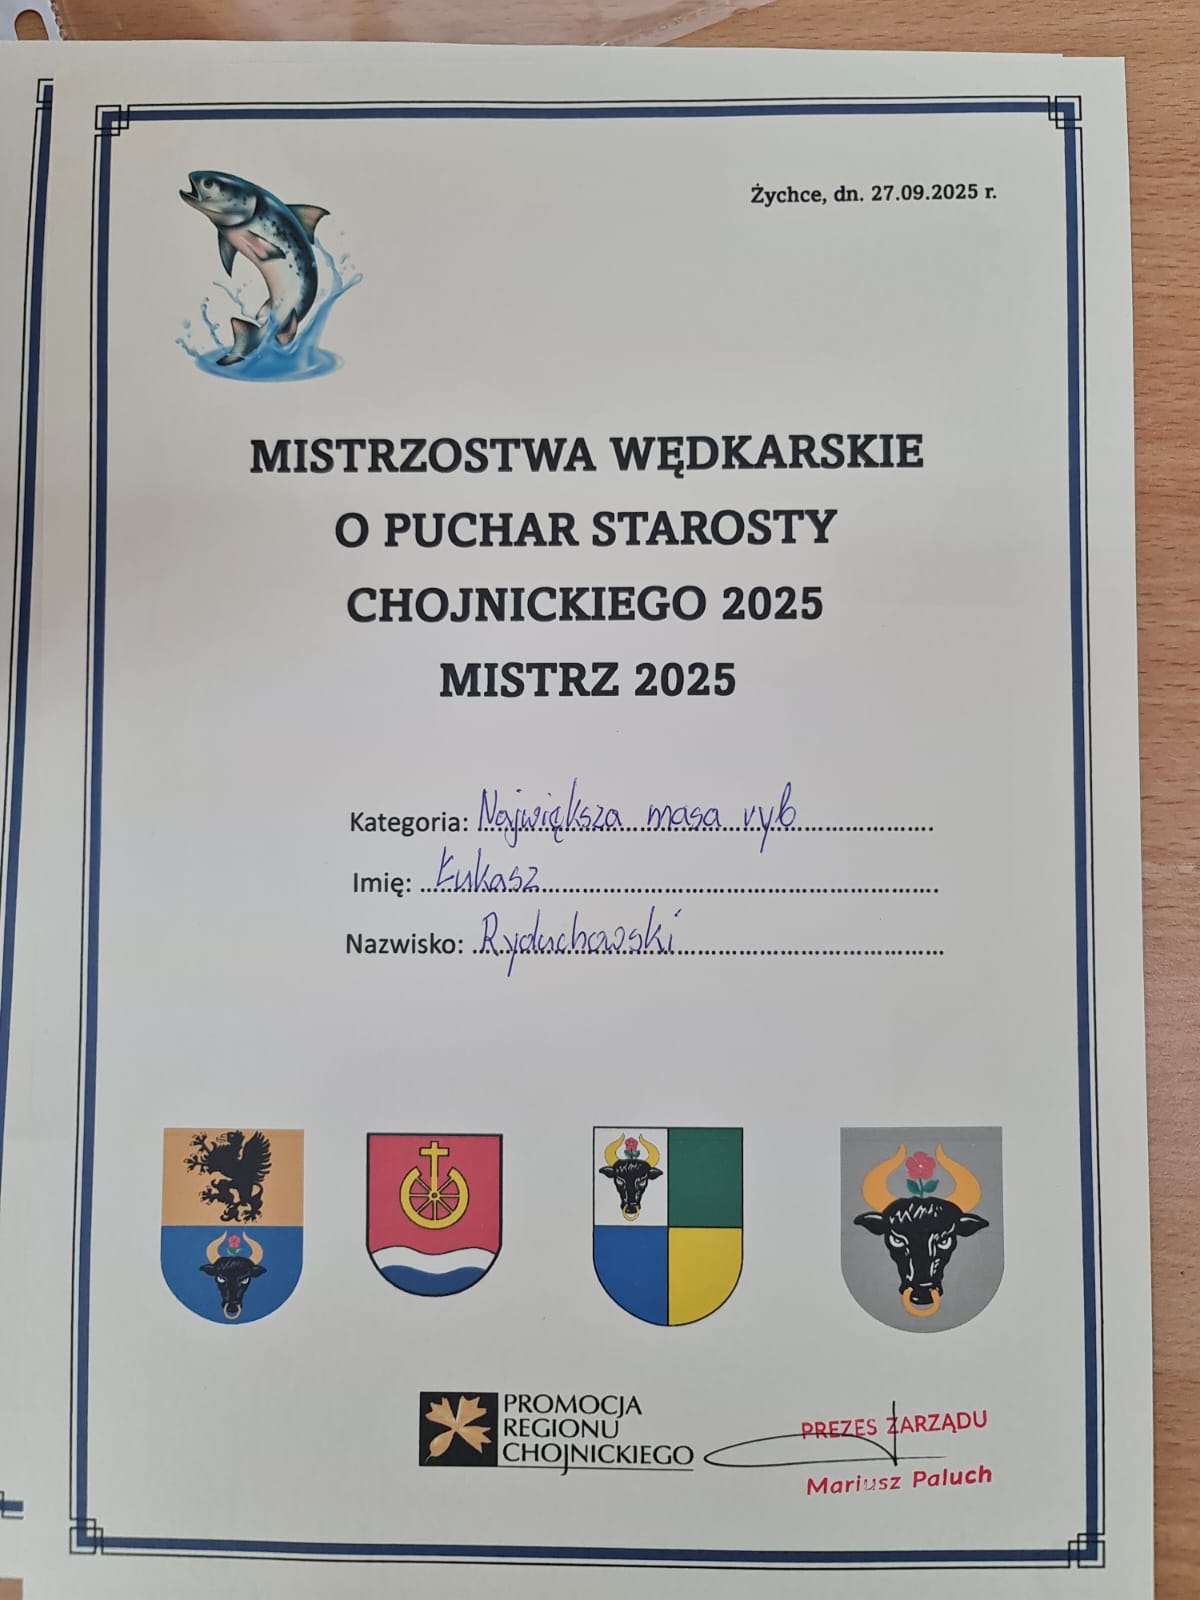 Żychce, dn. 27.09.2025 r.
MISTRZOSTWA WĘDKARSKIE
O PUCHAR STAROSTY
CHOJNICKIEGO 2025
MISTRZ 2025
Kategoria: Największa masa ryb
Imię: Łukasz
Nazwisko: Ryduchowski
PROMOCJA
REGIONU
CHOJNICKIEGO
PREZES ZARZĄDU
Mariusz Paluch